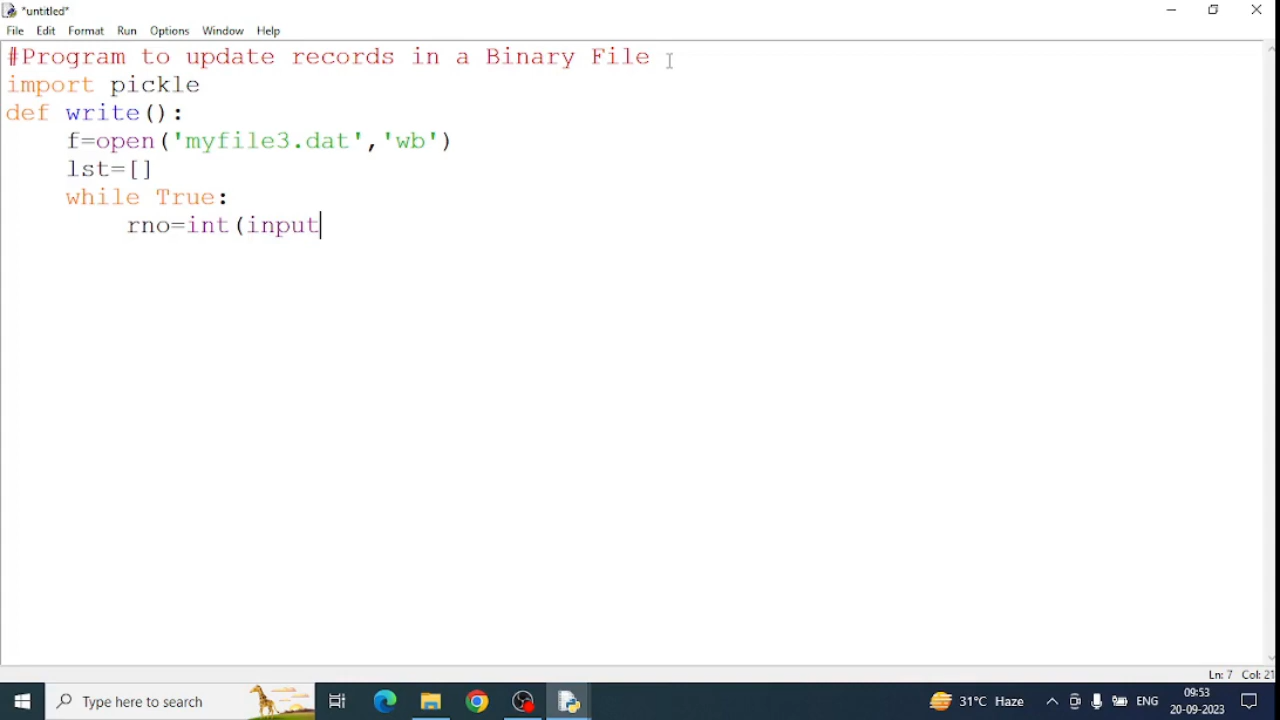 *untitled*
File Edit Format Run Options Window Help
#Program to update records in a Binary File
import pickle
def write():
    f=open('myfile3.dat','wb')
    lst=[]
    while True:
        rno=int(input
Ln: 7 Col: 21
Type here to search
31°C Haze
ENG
09:53
20-09-2023